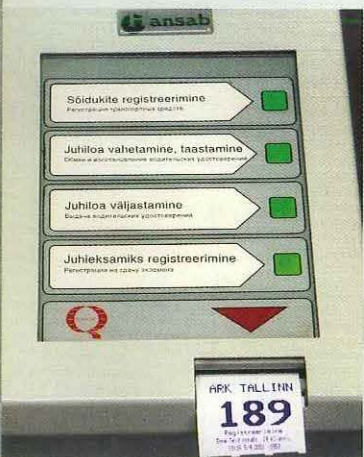 ansab
Sõidukite registreerimine
Регистрация транспортных средств
Juhiloa vahetamine, taastamine
Обмен и восстановление водительских удостоверений
Juhiloa väljastamine
Выдача водительских удостоверений
Juhieksamiks registreerimine
Регистрация на сдачу экзамена
ARK TALLINN
189
Registreerimine